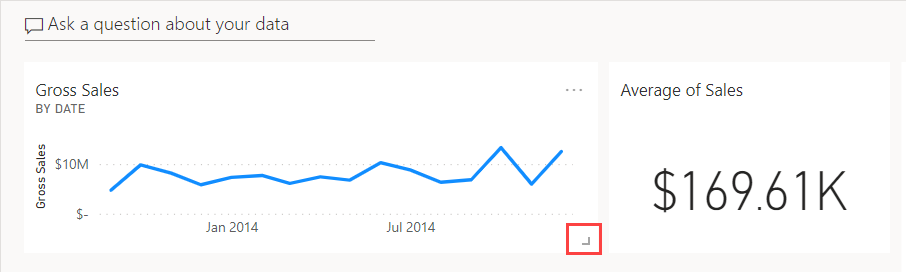 Ask a question about your data
Gross Sales
BY DATE
Gross Sales
$10M
$-
Jan 2014
Jul 2014
Average of Sales
$169.61K